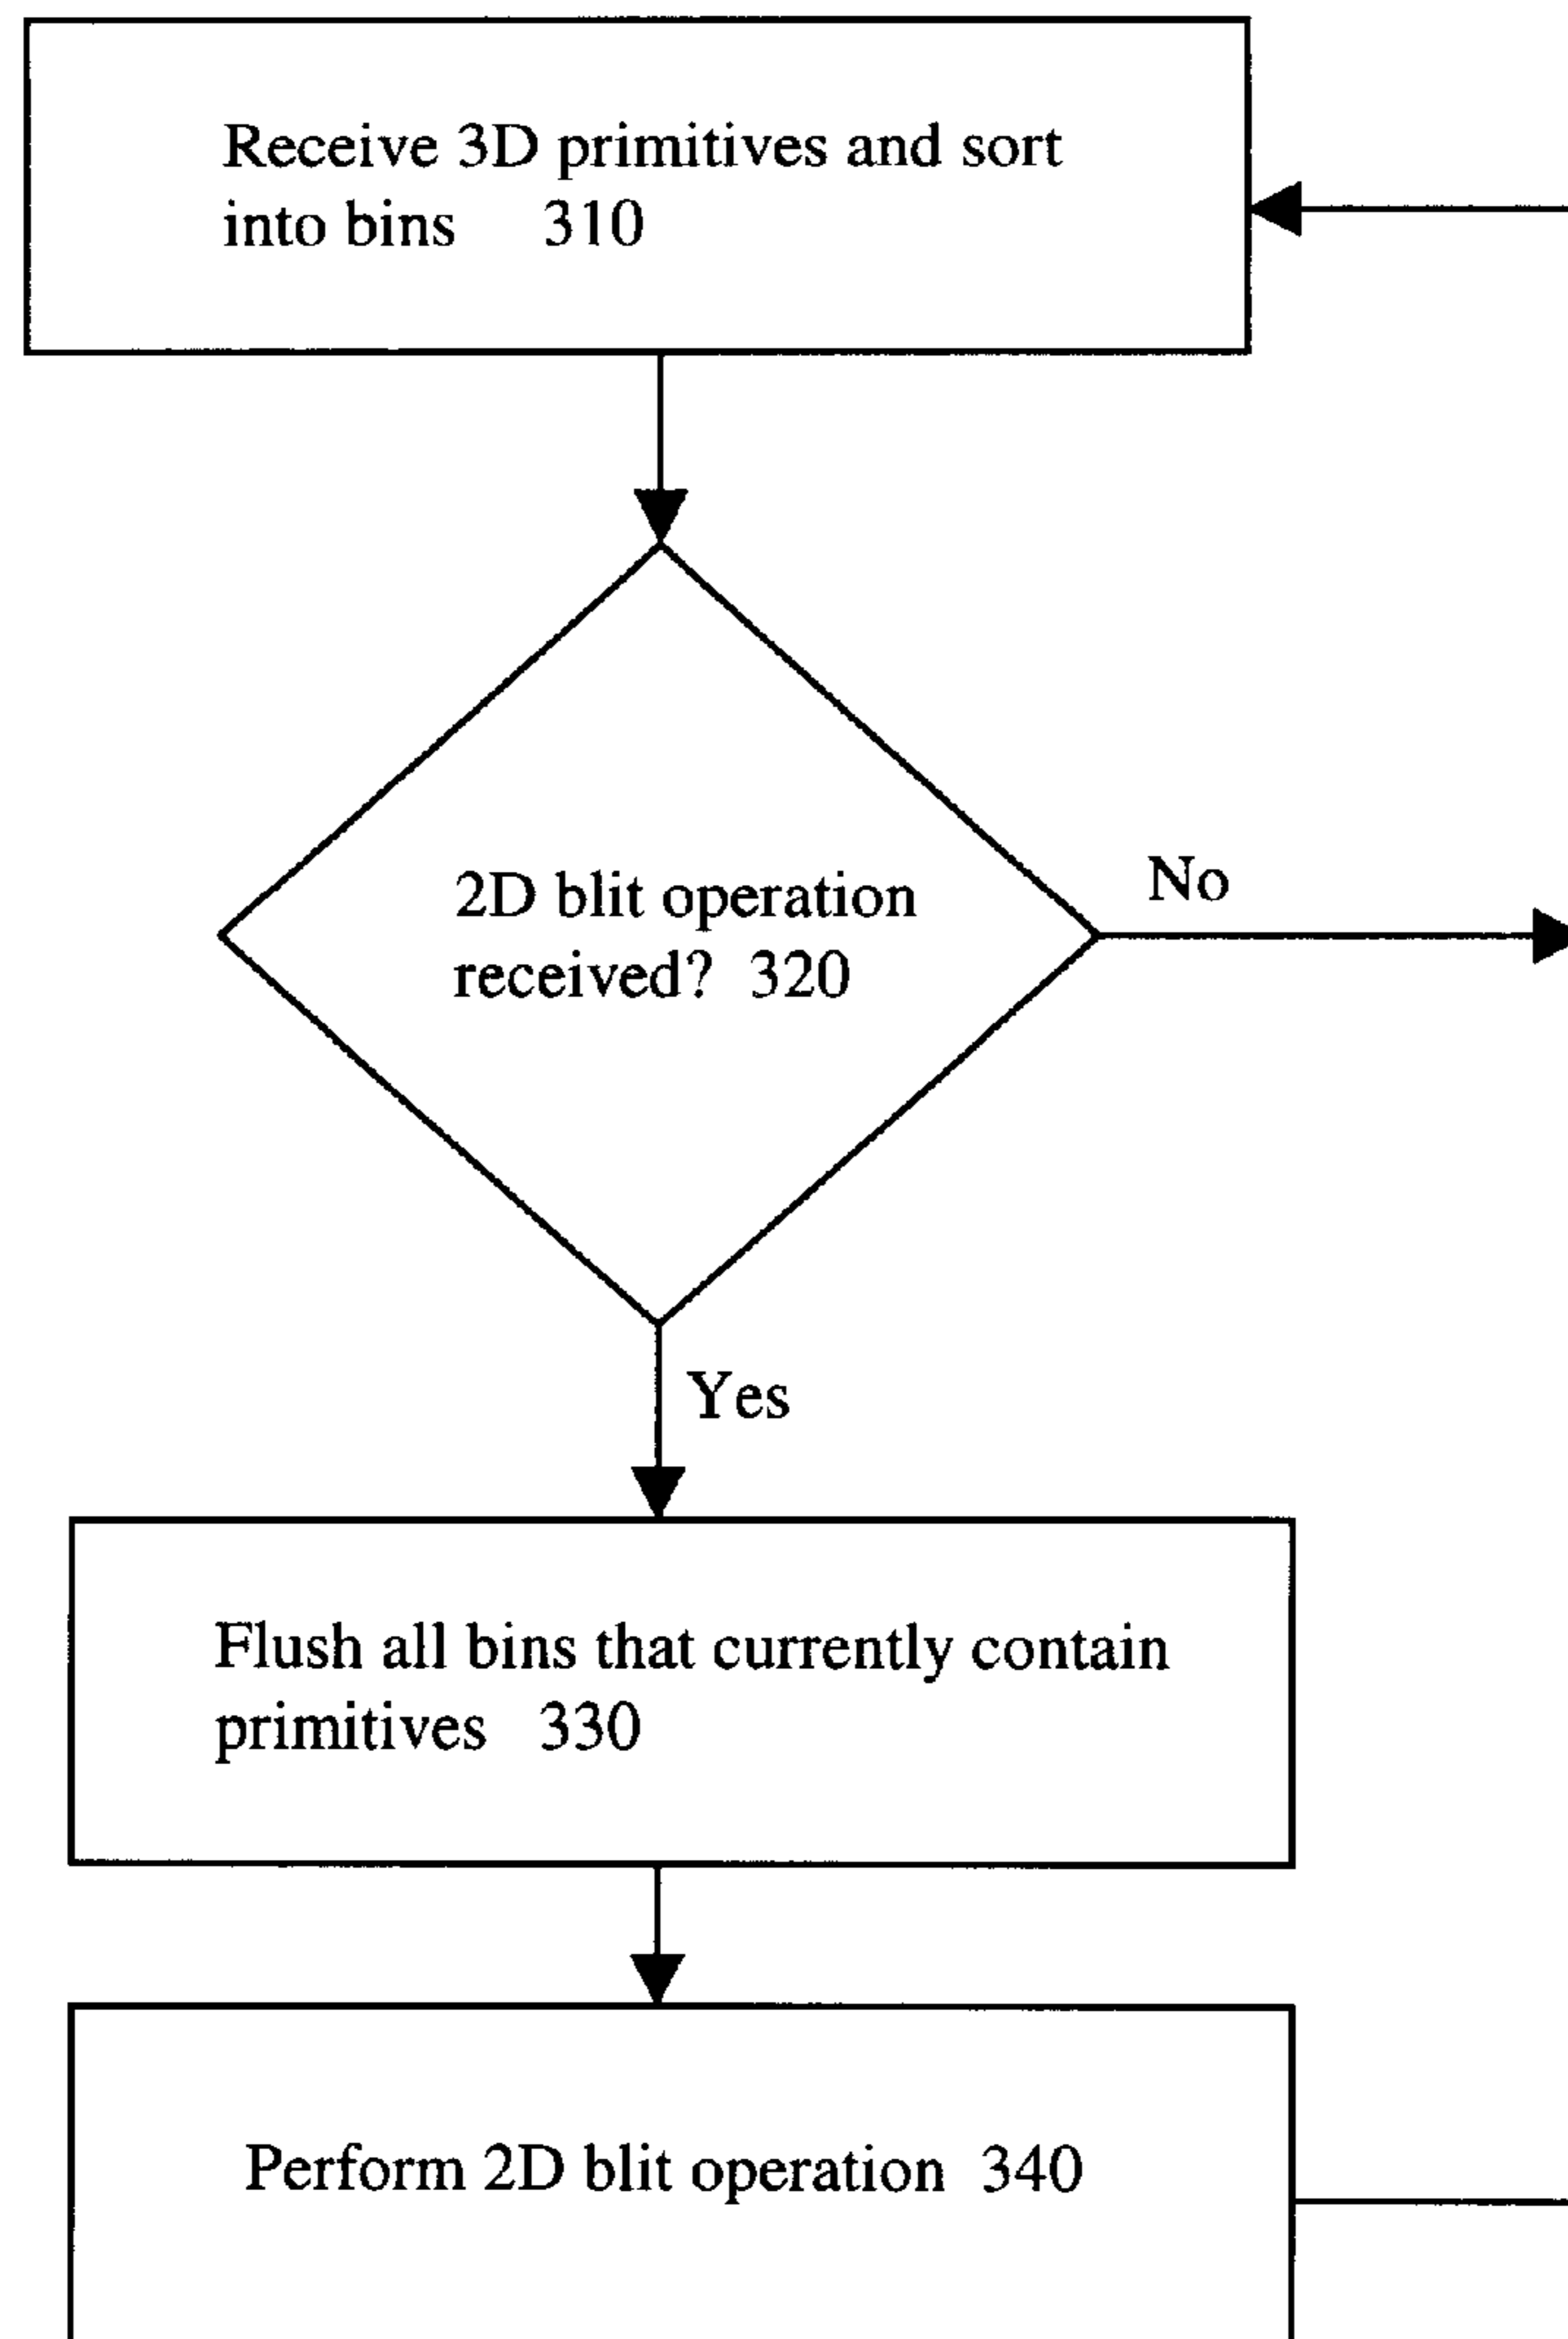 Receive 3D primitives and sort
into bins 310
2D blit operation
received? 320
No
Yes
Flush all bins that currently contain
primitives 330
Perform 2D blit operation 340